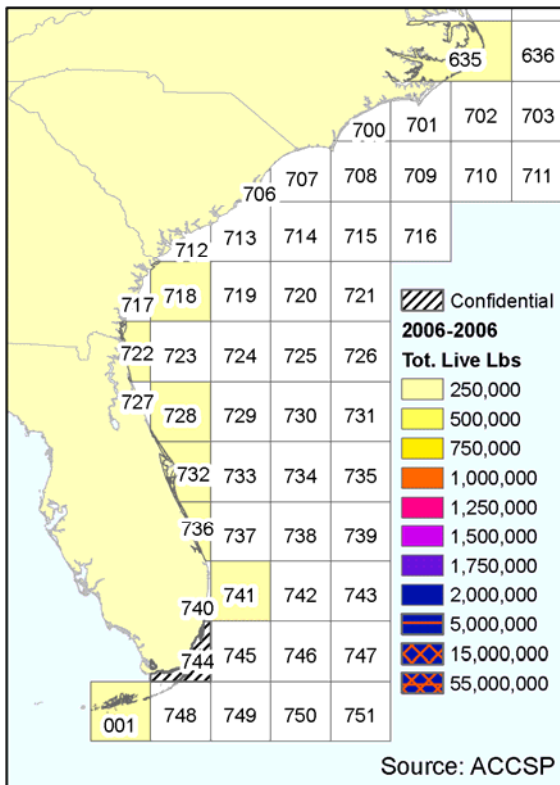 635 636
700 701 702 703
706 707 708 709 710 711
712 713 714 715 716
717 718 719 720 721
722 723 724 725 726
727 728 729 730 731
732 733 734 735
736 737 738 739
740 741 742 743
744 745 746 747
001 748 749 750 751
Confidential
2006-2006
Tot. Live Lbs
250,000
500,000
750,000
1,000,000
1,250,000
1,500,000
1,750,000
2,000,000
5,000,000
15,000,000
55,000,000
Source: ACCSP